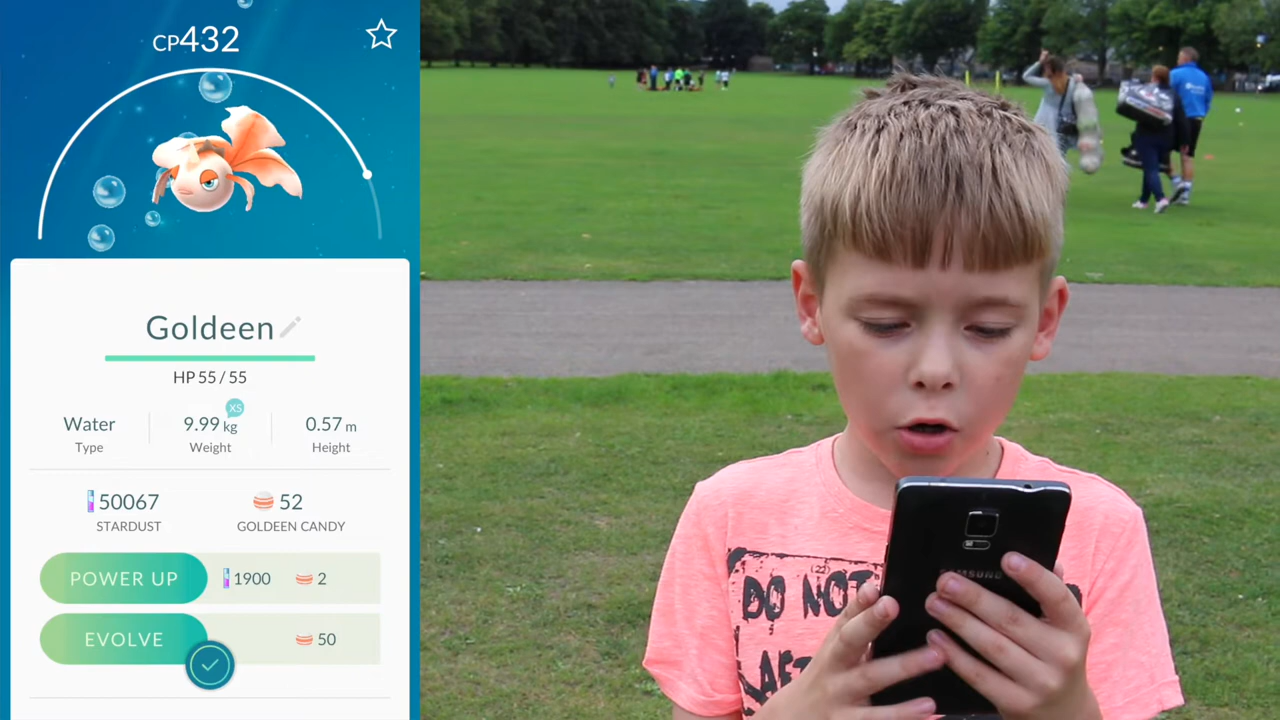 CP432
Goldeen
HP 55 / 55
XS
Water
9.99 kg
0.57 m
Type
Weight
Height
50067
52
STARDUST
GOLDEEN CANDY
POWER UP
1900
2
EVOLVE
50
SAMSUNG
(22)
DO NOT